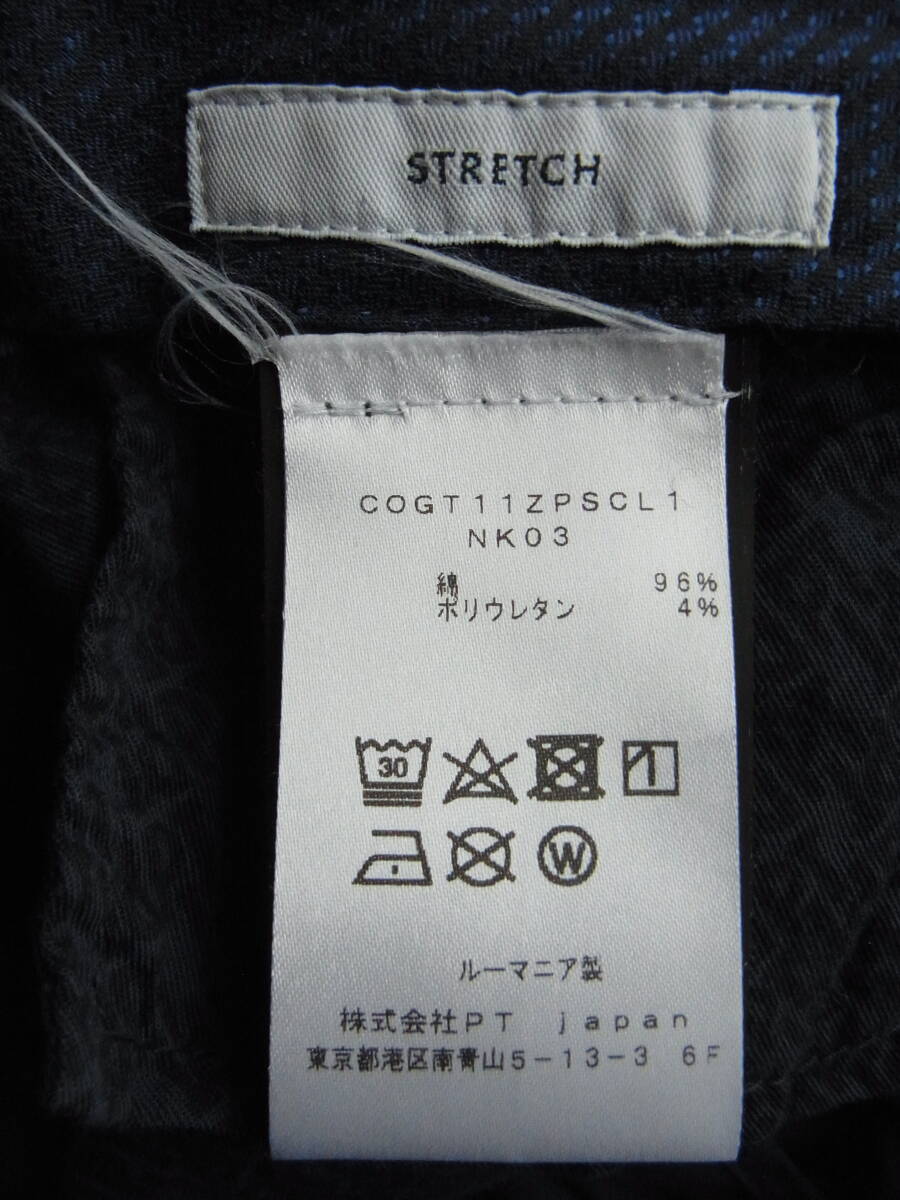 STRETCH
COGT11ZPSCL1
NK03
綿 96%
ポリウレタン 4%
30
W
ルーマニア製
株式会社PT japan
東京都港区南青山5-13-3 6F